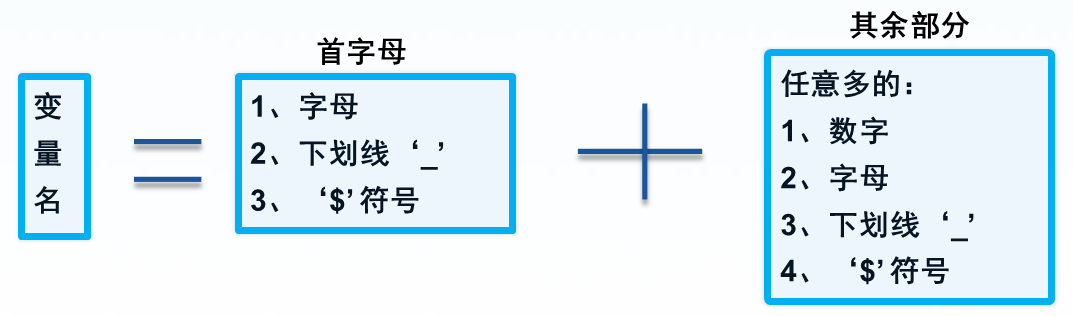 变
量
名
首字母
1、字母
2、下划线‘_’
3、‘$’符号
其余部分
任意多的：
1、数字
2、字母
3、下划线‘_’
4、‘$’符号